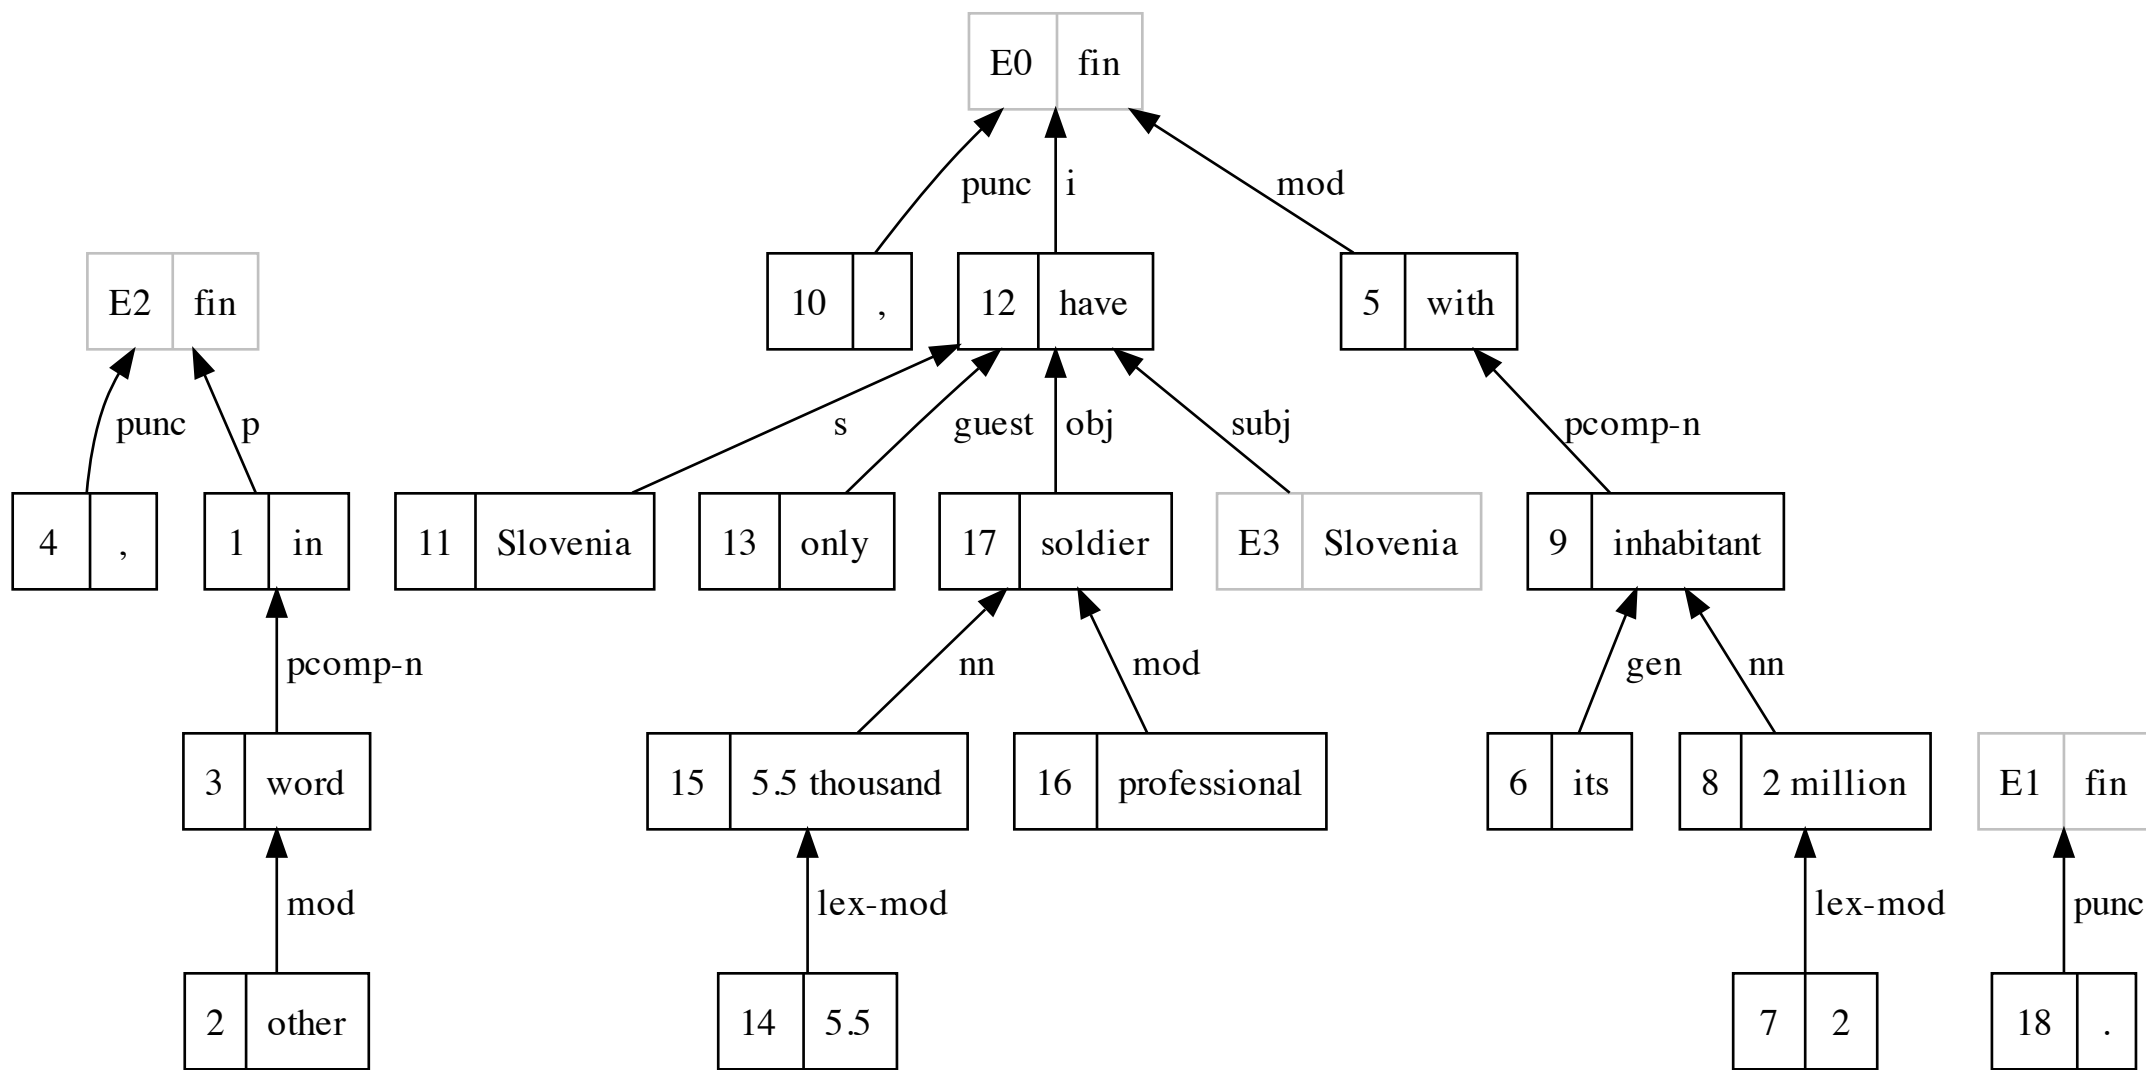 E0 fin
punc i mod
E2 fin 10 , 12 have 5 with
punc p s guest obj subj pcomp-n
4 , 1 in 11 Slovenia 13 only 17 soldier E3 Slovenia 9 inhabitant
pcomp-n nn mod gen nn
3 word 15 5.5 thousand 16 professional 6 its 8 2 million E1 fin
mod lex-mod lex-mod punc
2 other 14 5.5 7 2 18 .